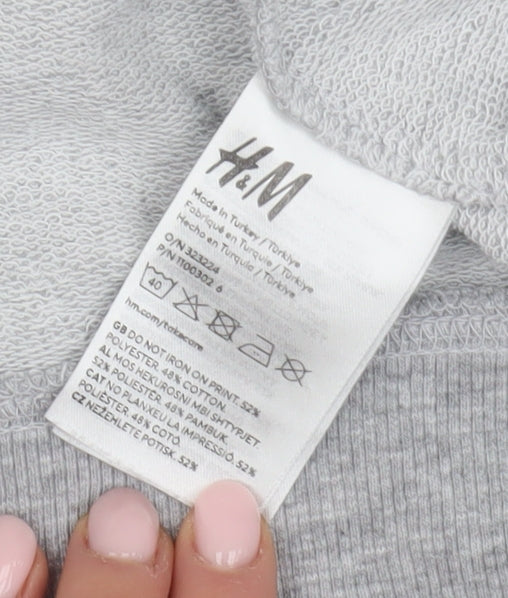 H&M
Made in Turkey / Türkiye
Fabriqué en Turquie / Türkiye
Hecho en Turquía / Türkiye
O/N 323224
P/N 1100302 6
40
hm.com/takecare
GB DO NOT IRON ON PRINT. 52%
POLYESTER. 48% COTTON.
AL MOS HEKUROSNI MBI SHTYPJET.
52% POLIESTER. 48% PAMBUK.
CAT NO PLANXEU LA IMPRESSIÓ. 52%
POLIÈSTER. 48% COTÓ.
CZ NEŽEHLETE POTISK. 52%